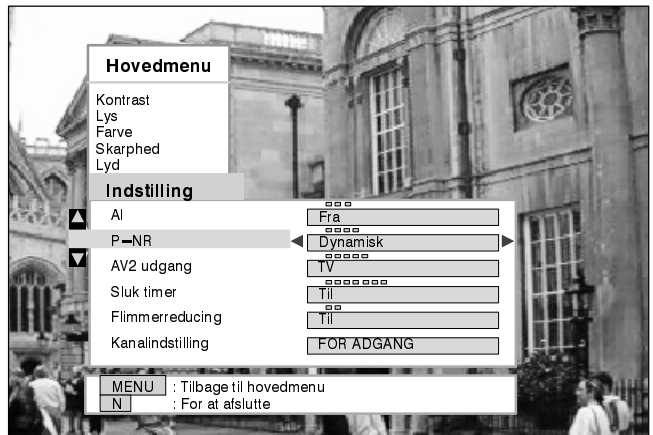 Hovedmenu
Kontrast
Lys
Farve
Skarphed
Lyd
Indstilling
AI Fra
P-NR Dynamisk
AV2 udgang TV
Sluk timer Til
Flimmerreducing Til
Kanalindstilling FOR ADGANG
MENU : Tilbage til hovedmenu
N : For at afslutte